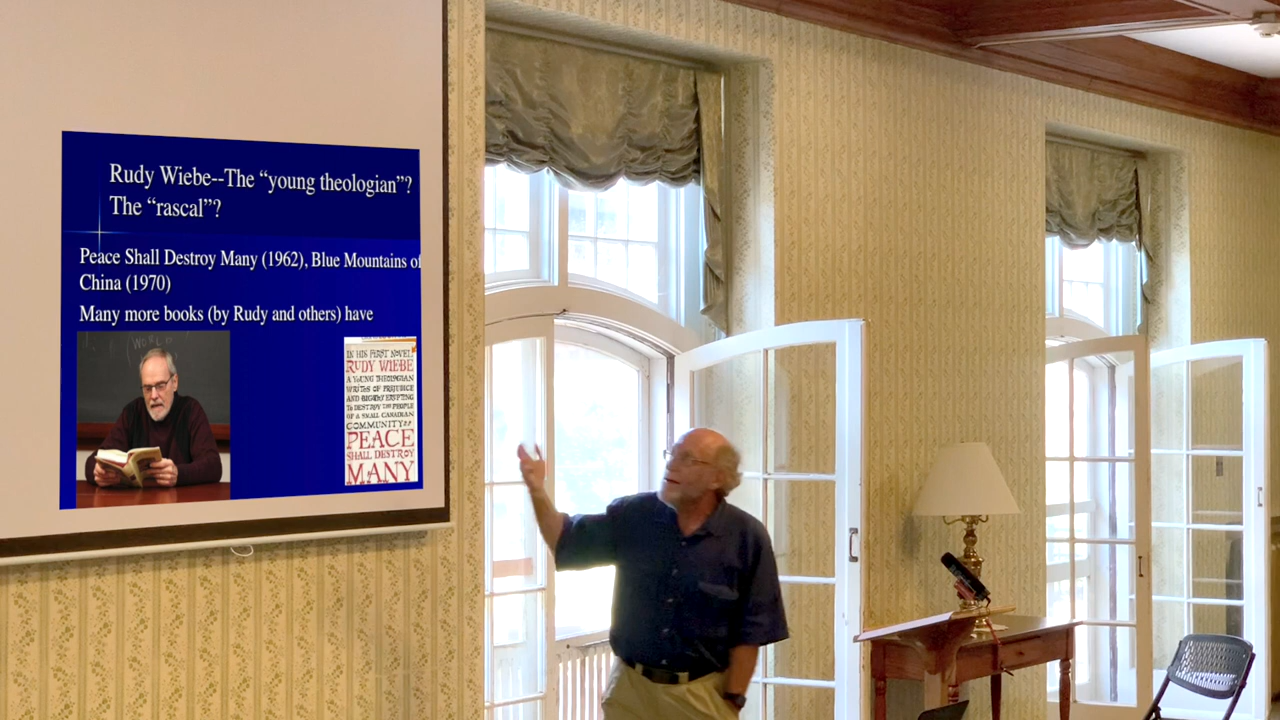 Rudy Wiebe--The “young theologian”?
The “rascal”?
Peace Shall Destroy Many (1962), Blue Mountains of
China (1970)
Many more books (by Rudy and others) have
WORLD
IN HIS FIRST NOVEL
RUDY WIEBE
A YOUNG THEOLOGIAN
WRITES OF PREJUDICE
AND BIGOTRY ERUPTING
TO DESTROY THE PEOPLE
OF A SMALL CANADIAN
COMMUNITY
PEACE
SHALL DESTROY
MANY